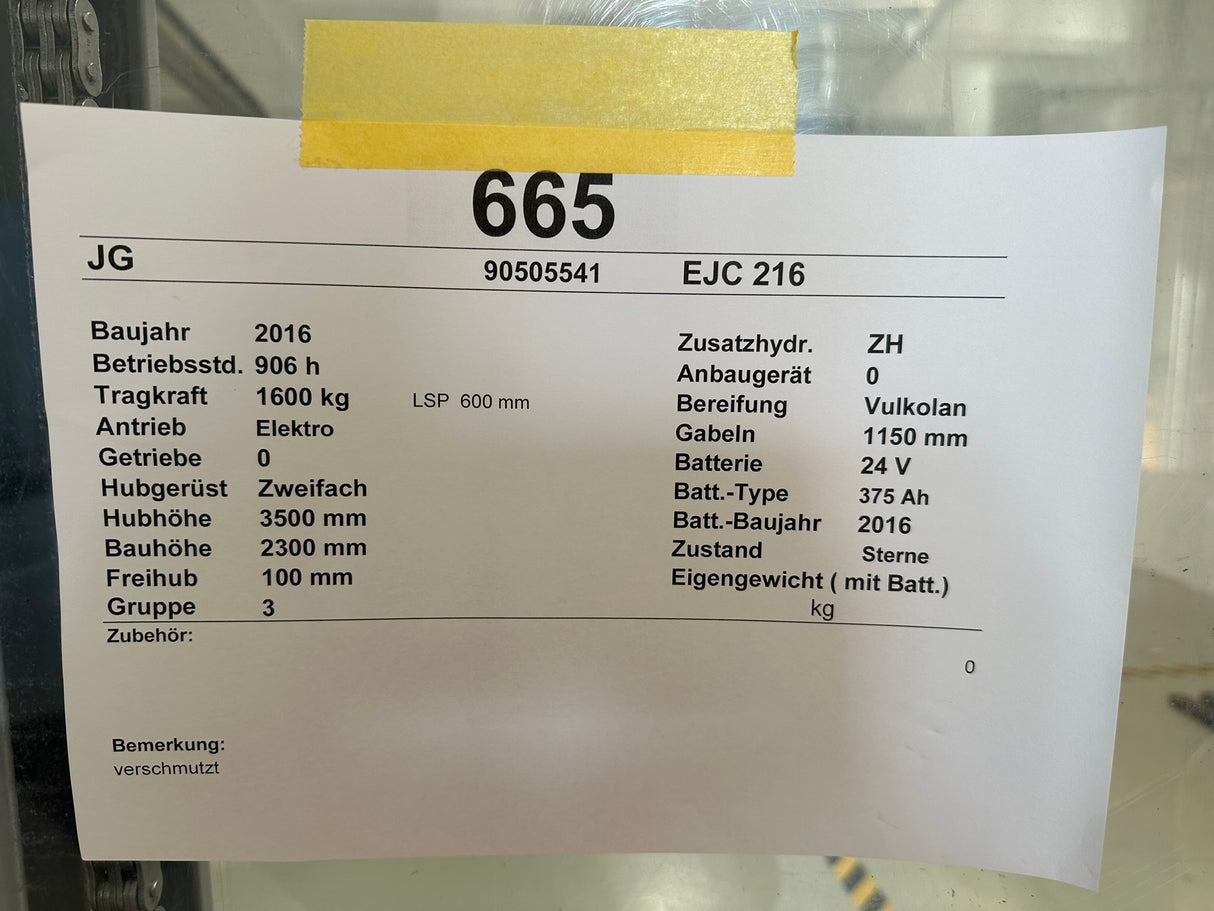 665
JG 90505541 EJC 216
Baujahr 2016
Betriebsstd. 906 h
Tragkraft 1600 kg LSP 600 mm
Antrieb Elektro
Getriebe 0
Hubgerüst Zweifach
Hubhöhe 3500 mm
Bauhöhe 2300 mm
Freihub 100 mm
Gruppe 3
Zusatzhydr. ZH
Anbaugerät 0
Bereifung Vulkolan
Gabeln 1150 mm
Batterie 24 V
Batt.-Type 375 Ah
Batt.-Baujahr 2016
Zustand Sterne
Eigengewicht ( mit Batt.)
kg
Zubehör:
0
Bemerkung:
verschmutzt